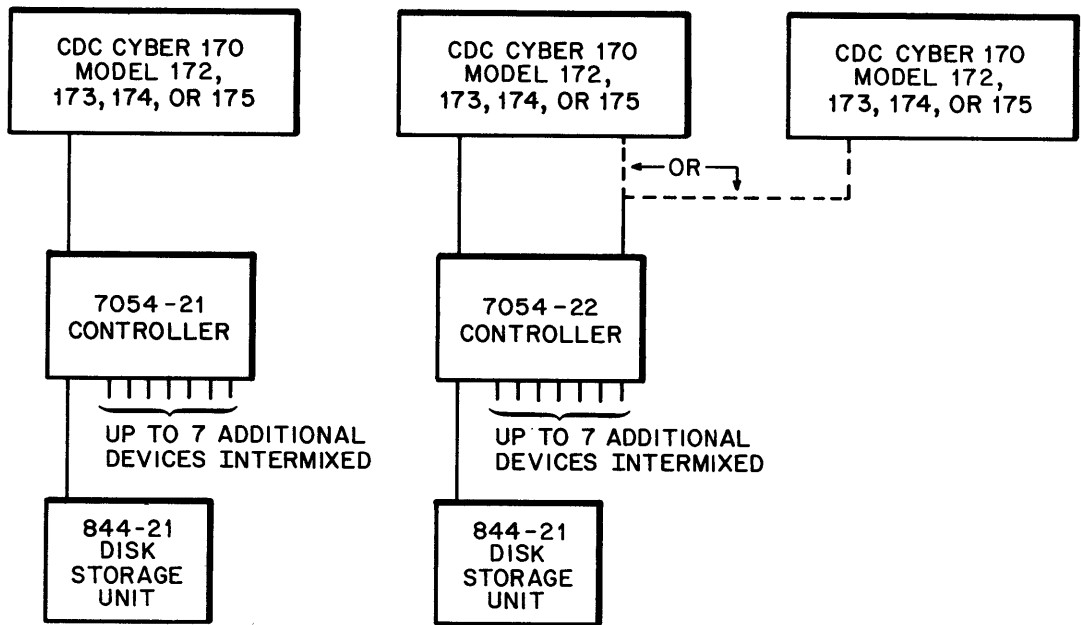 CDC CYBER 170
MODEL 172,
173, 174, OR 175
CDC CYBER 170
MODEL 172,
173, 174, OR 175
CDC CYBER 170
MODEL 172,
173, 174, OR 175
OR
7054-21
CONTROLLER
7054-22
CONTROLLER
UP TO 7 ADDITIONAL
DEVICES INTERMIXED
UP TO 7 ADDITIONAL
DEVICES INTERMIXED
844-21
DISK
STORAGE
UNIT
844-21
DISK
STORAGE
UNIT